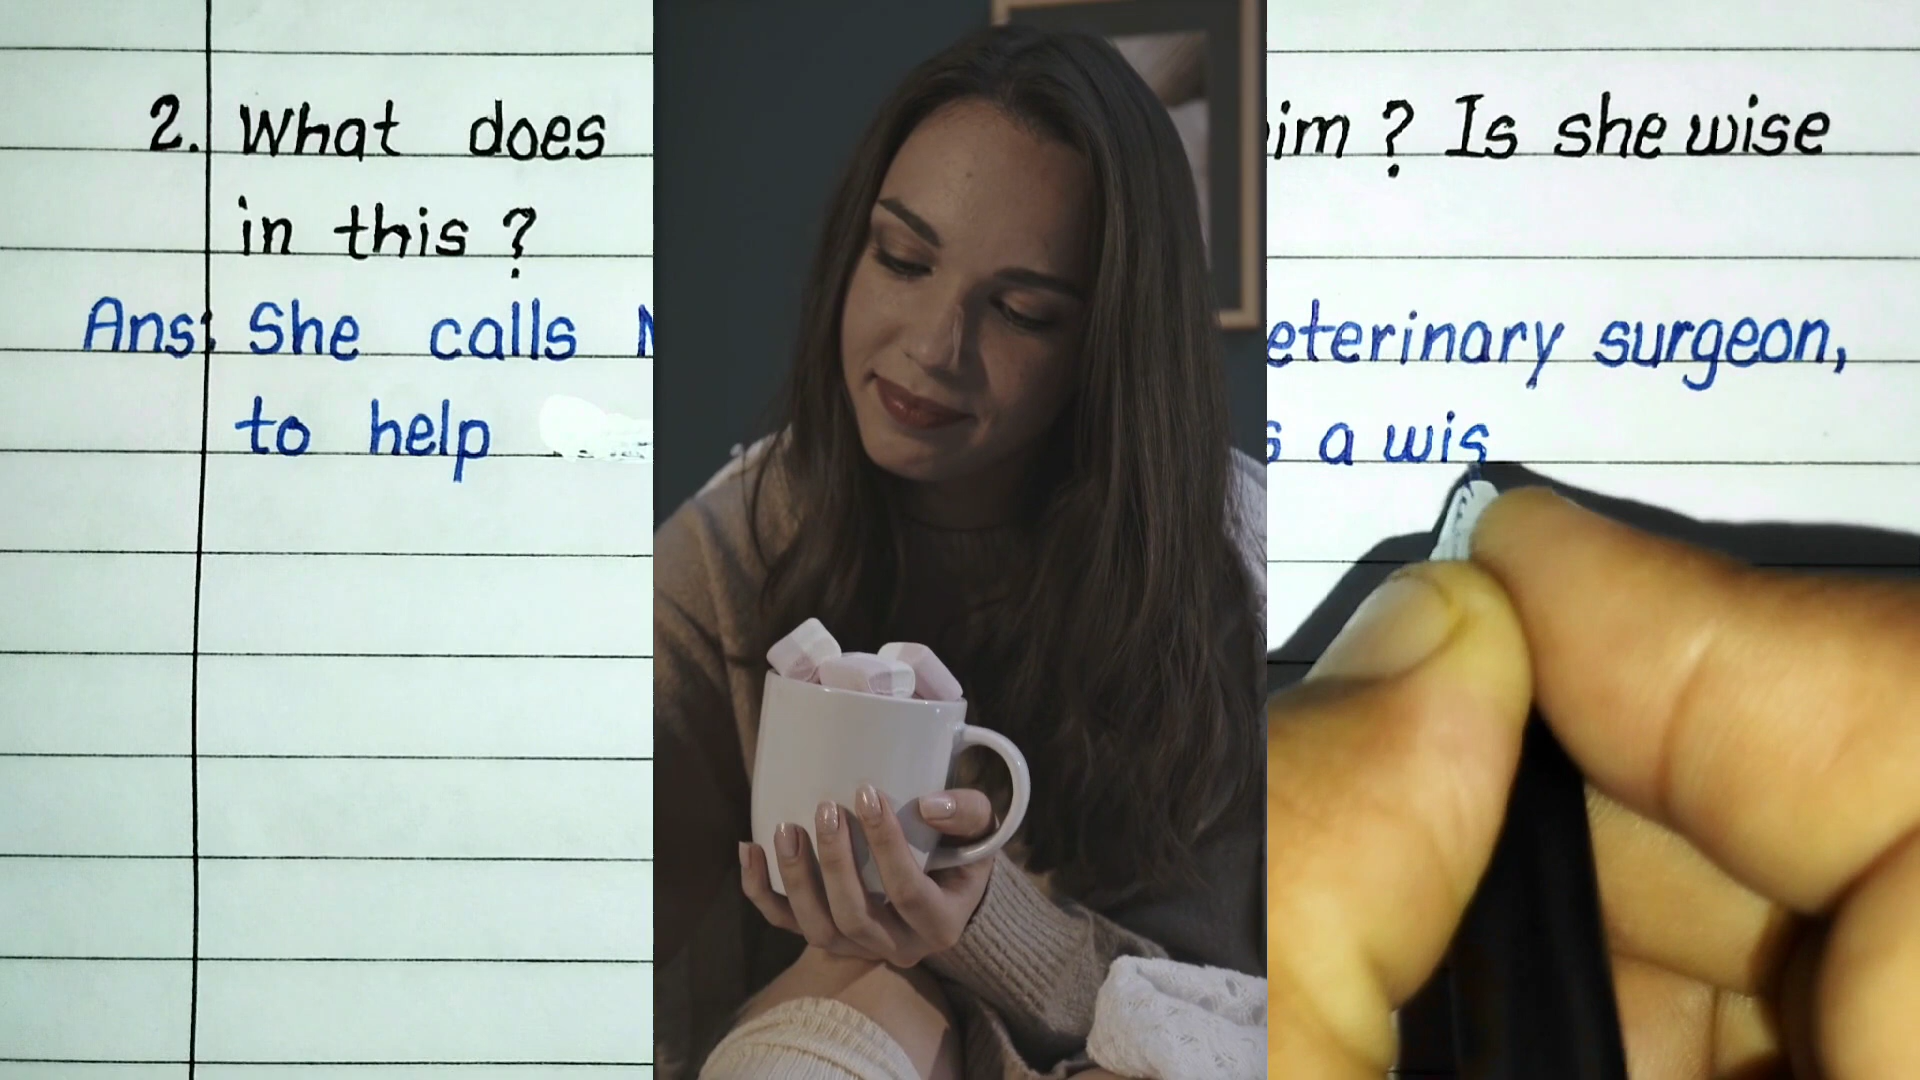 2. What does im ? Is she wise
in this ?
Ans: She calls eterinary surgeon,
to help s a wis